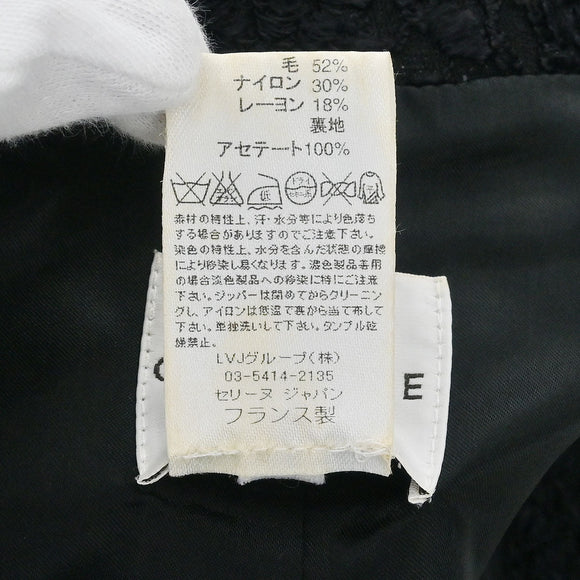 毛 52%
ナイロン 30%
レーヨン 18%
裏地
アセテート100%
低
ドライ
セキユ系
素材の特性上、汗・水分等により色落ち
する場合がありますのでご注意下さい。
染色の特性上、水分を含んだ状態の摩擦
により移染し易くなります。濃色製品着用
の場合淡色製品への移染に特にご注意
下さい。ジッパーは閉めてからクリーニン
グし、アイロンは低温で裏から当て布して
下さい。単独洗いして下さい。タンブル乾
燥禁止。
LVJグループ(株)
03-5414-2135
セリーヌ ジャパン
フランス製
C
E